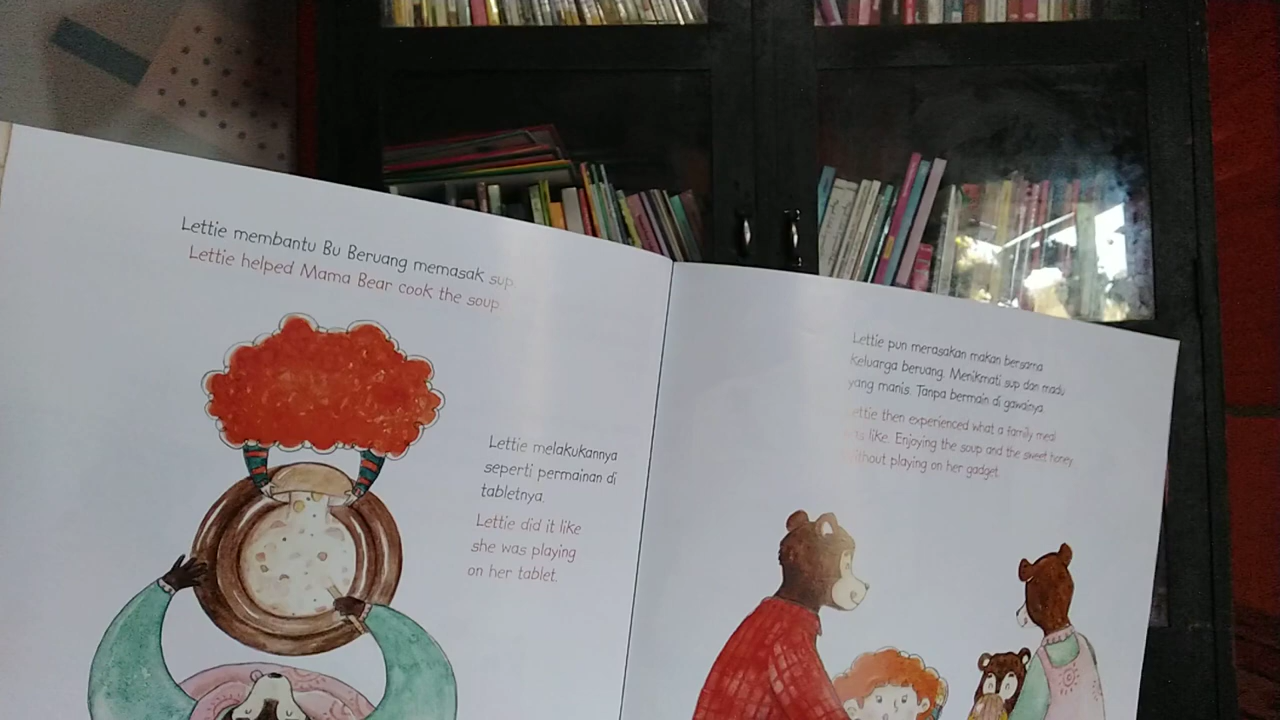 Lettie membantu Bu Beruang memasak sup.
Lettie helped Mama Bear cook the soup
Lettie melakukannya
seperti permainan di
tabletnya.
Lettie did it like
she was playing
on her tablet.
Lettie pun merasakan makan bersama
keluarga beruang. Menikmati sup dan madu
yang manis. Tanpa bermain di gawainya.
Lettie then experienced what a family meal
is like. Enjoying the soup and the sweet honey
without playing on her gadget.